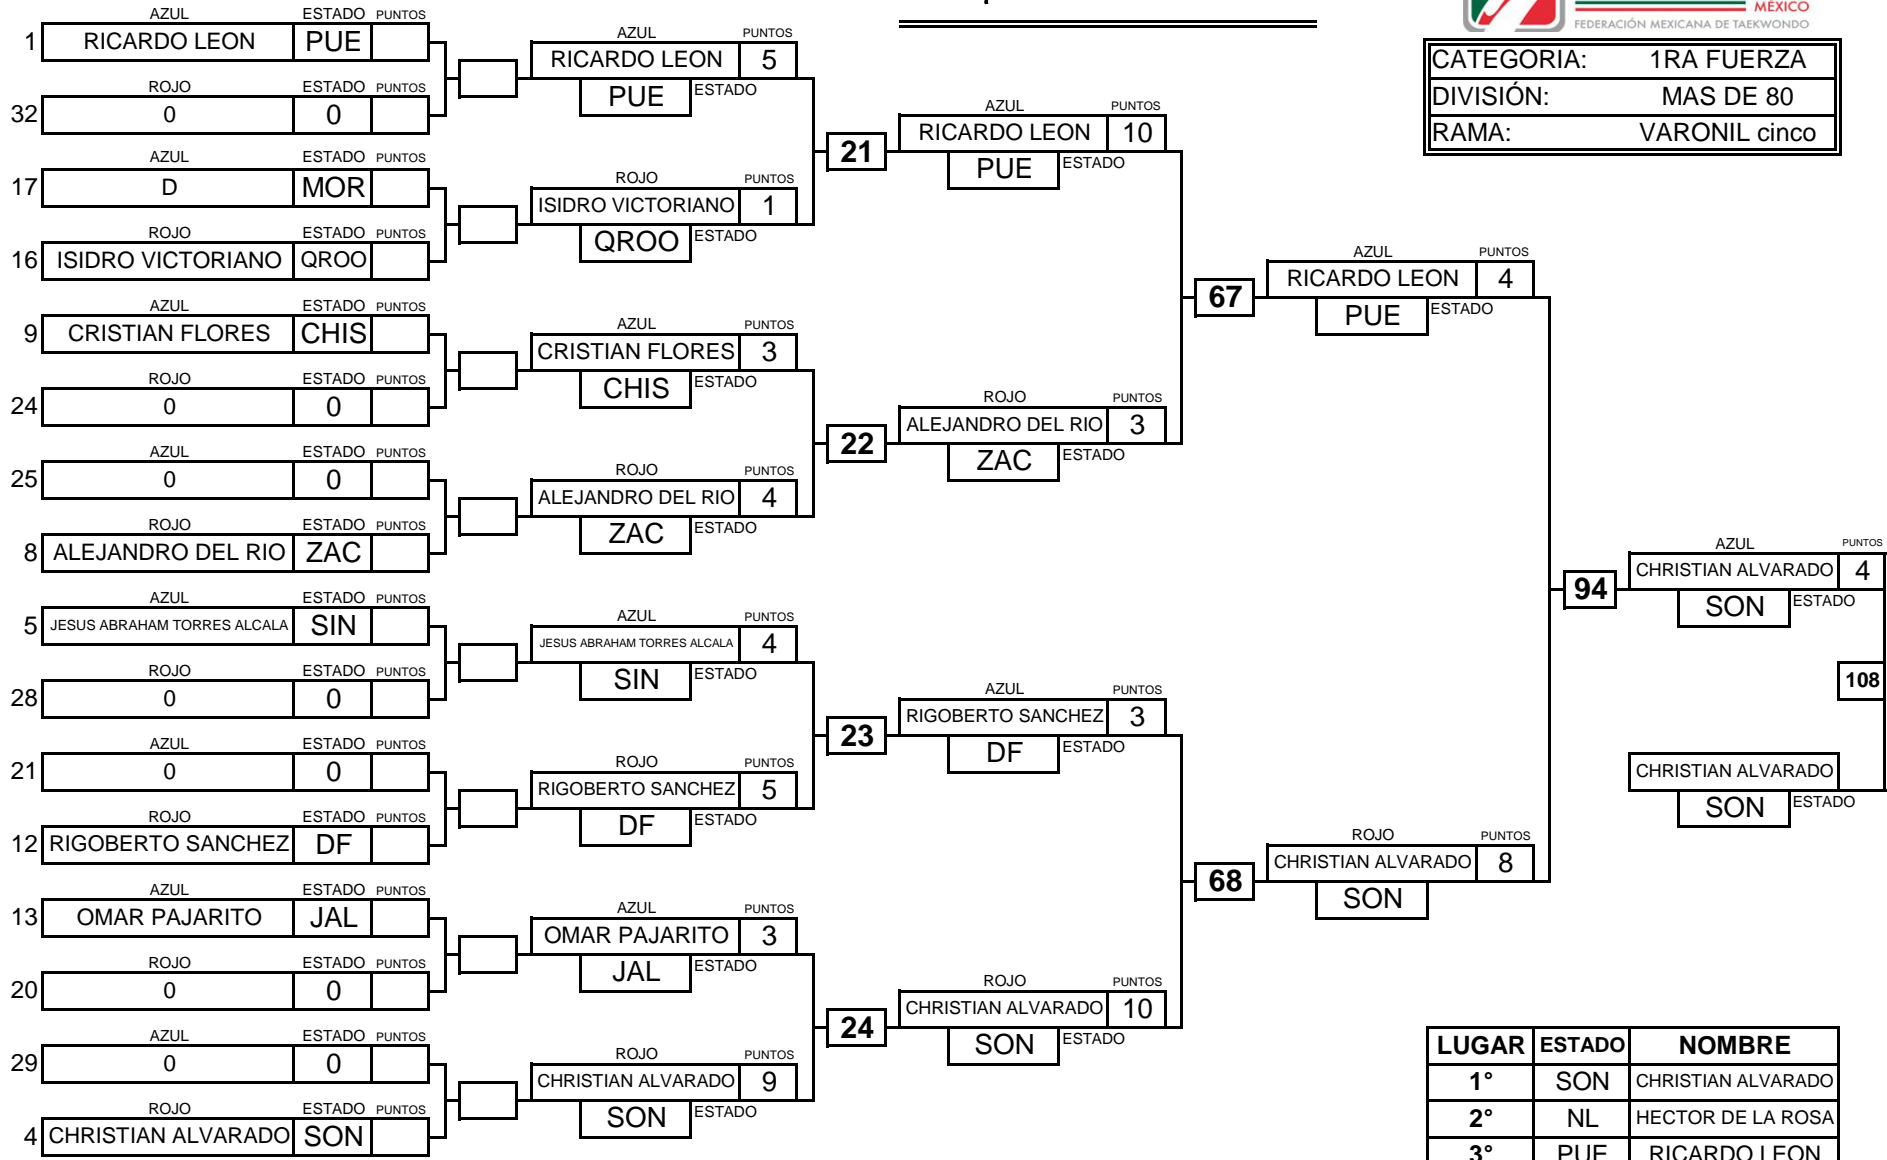 MÉXICO
FEDERACIÓN MEXICANA DE TAEKWONDO
CATEGORIA: 1RA FUERZA
DIVISIÓN: MAS DE 80
RAMA: VARONIL cinco
AZUL ESTADO PUNTOS
1 RICARDO LEON PUE
ROJO ESTADO PUNTOS
32 0 0
AZUL ESTADO PUNTOS
17 D MOR
ROJO ESTADO PUNTOS
16 ISIDRO VICTORIANO QROO
AZUL ESTADO PUNTOS
9 CRISTIAN FLORES CHIS
ROJO ESTADO PUNTOS
24 0 0
AZUL ESTADO PUNTOS
25 0 0
ROJO ESTADO PUNTOS
8 ALEJANDRO DEL RIO ZAC
AZUL ESTADO PUNTOS
5 JESUS ABRAHAM TORRES ALCALA SIN
ROJO ESTADO PUNTOS
28 0 0
AZUL ESTADO PUNTOS
21 0 0
ROJO ESTADO PUNTOS
12 RIGOBERTO SANCHEZ DF
AZUL ESTADO PUNTOS
13 OMAR PAJARITO JAL
ROJO ESTADO PUNTOS
20 0 0
AZUL ESTADO PUNTOS
29 0 0
ROJO ESTADO PUNTOS
4 CHRISTIAN ALVARADO SON
AZUL PUNTOS
RICARDO LEON 5
PUE ESTADO
ROJO PUNTOS
ISIDRO VICTORIANO 1
QROO ESTADO
AZUL PUNTOS
CRISTIAN FLORES 3
CHIS ESTADO
ROJO PUNTOS
ALEJANDRO DEL RIO 4
ZAC ESTADO
AZUL PUNTOS
JESUS ABRAHAM TORRES ALCALA 4
SIN ESTADO
ROJO PUNTOS
RIGOBERTO SANCHEZ 5
DF ESTADO
AZUL PUNTOS
OMAR PAJARITO 3
JAL ESTADO
ROJO PUNTOS
CHRISTIAN ALVARADO 9
SON ESTADO
21
22
23
24
AZUL PUNTOS
RICARDO LEON 10
PUE ESTADO
ROJO PUNTOS
ALEJANDRO DEL RIO 3
ZAC ESTADO
AZUL PUNTOS
RIGOBERTO SANCHEZ 3
DF ESTADO
ROJO PUNTOS
CHRISTIAN ALVARADO 10
SON ESTADO
67
68
AZUL PUNTOS
RICARDO LEON 4
PUE ESTADO
ROJO PUNTOS
CHRISTIAN ALVARADO 8
SON
94
AZUL PUNTOS
CHRISTIAN ALVARADO 4
SON ESTADO
108
CHRISTIAN ALVARADO
SON ESTADO
LUGAR ESTADO NOMBRE
1° SON CHRISTIAN ALVARADO
2° NL HECTOR DE LA ROSA
3° PUE RICARDO LEON